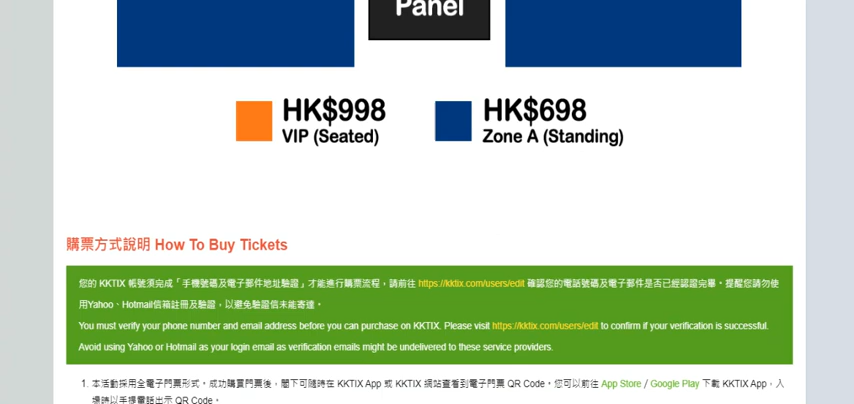 Panel
HK$998
VIP (Seated)
HK$698
Zone A (Standing)
購票方式說明 How To Buy Tickets
您的 KKTIX 帳號須完成「手機號碼及電子郵件地址驗證」才能進行購票流程，請前往 https://kktix.com/users/edit 確認您的電話號碼及電子郵件是否已經認證完畢。提醒您請勿使
用Yahoo、Hotmail信箱註冊及驗證，以避免驗證信未能寄達。
You must verify your phone number and email address before you can purchase on KKTIX. Please visit https://kktix.com/users/edit to confirm if your verification is successful.
Avoid using Yahoo or Hotmail as your login email as verification emails might be undelivered to these service providers.
1. 本活動採用全電子門票形式。成功購買門票後，閣下可隨時在 KKTIX App 或 KKTIX 網站查看到電子門票 QR Code。您可以前往 App Store / Google Play 下載 KKTIX App，入
場時以手提電話出示 QR Code。